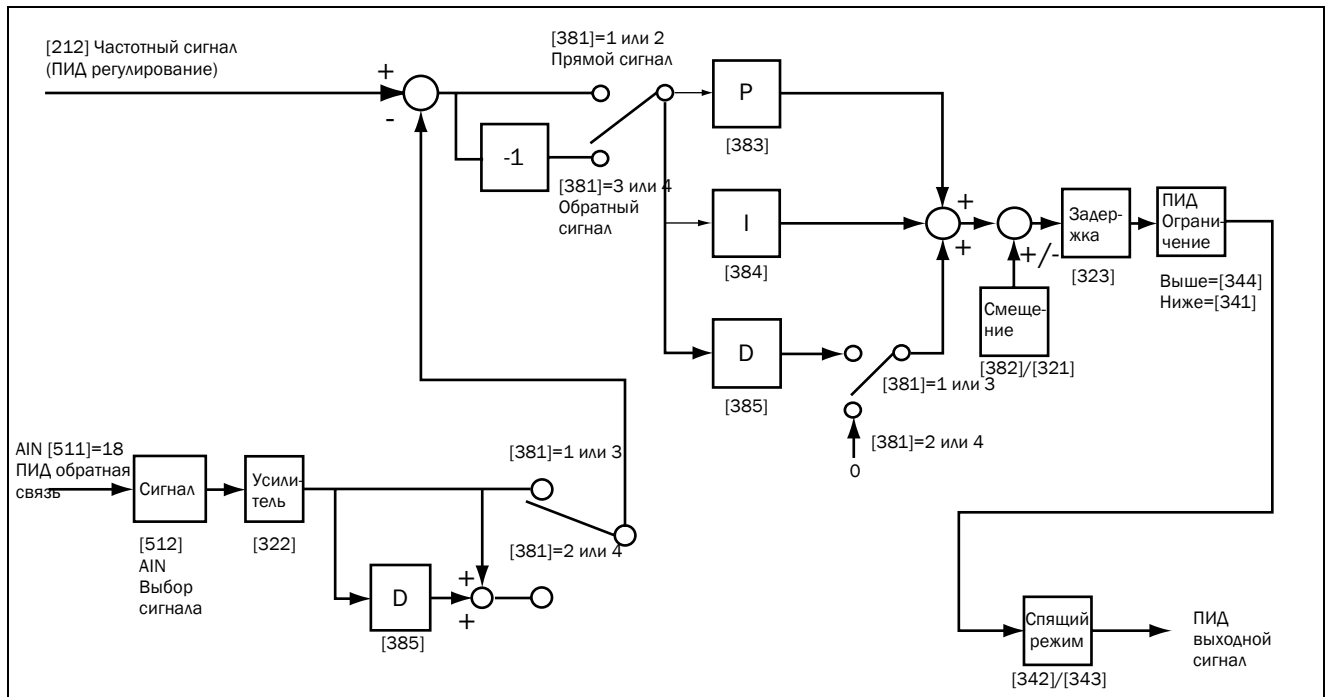 [212] Частотный сигнал
(ПИД регулирование)
+
-
[381]=1 или 2
Прямой сигнал
-1
[381]=3 или 4
Обратный
сигнал
P
[383]
I
[384]
D
[385]
[381]=1 или 3
[381]=2 или 4
0
+
+
+/-
Смеще-
ние
[382]/[321]
Задер-
жка
[323]
ПИД
Ограни-
чение
Выше=[344]
Ниже=[341]
AIN [511]=18
ПИД обратная
связь
Сигнал
[512]
AIN
Выбор
сигнала
Усили-
тель
[322]
[381]=1 или 3
[381]=2 или 4
D
[385]
+
+
Спящий
режим
[342]/[343]
ПИД
выходной
сигнал